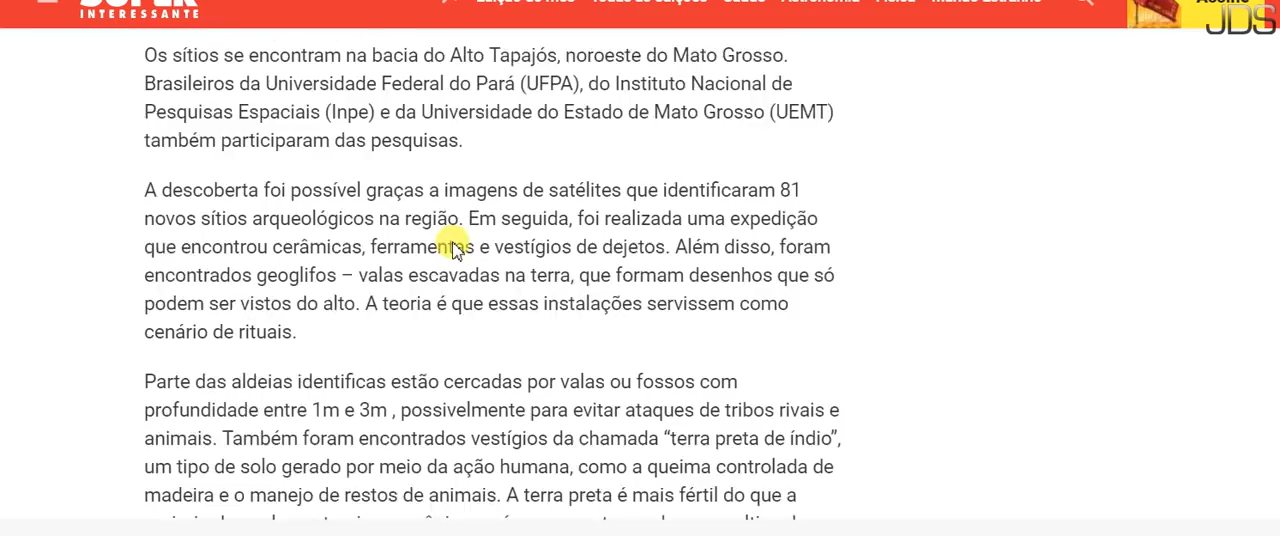 INTERESSANTE
JDS
Os sítios se encontram na bacia do Alto Tapajós, noroeste do Mato Grosso.
Brasileiros da Universidade Federal do Pará (UFPA), do Instituto Nacional de
Pesquisas Espaciais (Inpe) e da Universidade do Estado de Mato Grosso (UEMT)
também participaram das pesquisas.
A descoberta foi possível graças a imagens de satélites que identificaram 81
novos sítios arqueológicos na região. Em seguida, foi realizada uma expedição
que encontrou cerâmicas, ferramentas e vestígios de dejetos. Além disso, foram
encontrados geoglifos – valas escavadas na terra, que formam desenhos que só
podem ser vistos do alto. A teoria é que essas instalações servissem como
cenário de rituais.
Parte das aldeias identificas estão cercadas por valas ou fossos com
profundidade entre 1m e 3m , possivelmente para evitar ataques de tribos rivais e
animais. Também foram encontrados vestígios da chamada “terra preta de índio”,
um tipo de solo gerado por meio da ação humana, como a queima controlada de
madeira e o manejo de restos de animais. A terra preta é mais fértil do que a